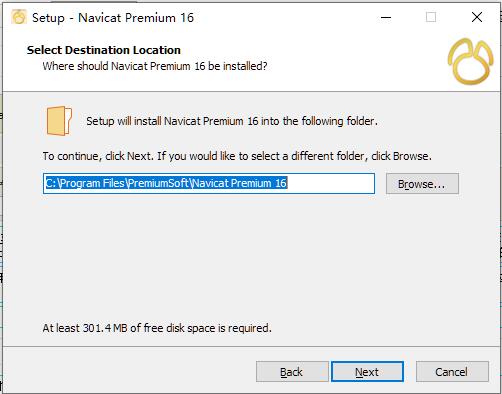 Setup - Navicat Premium 16
Select Destination Location
Where should Navicat Premium 16 be installed?
Setup will install Navicat Premium 16 into the following folder.
To continue, click Next. If you would like to select a different folder, click Browse.
C:\Program Files\PremiumSoft\Navicat Premium 16
Browse...
At least 301.4 MB of free disk space is required.
Back
Next
Cancel